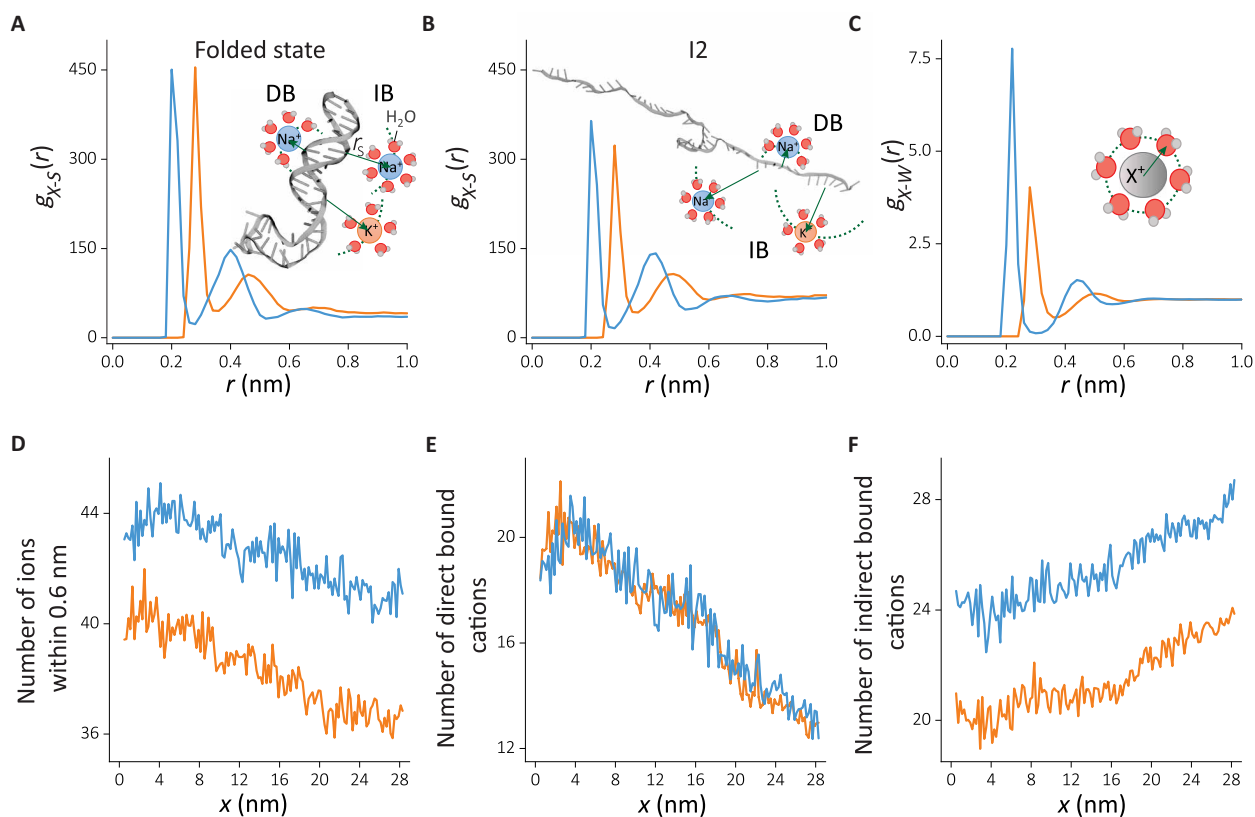 A
Folded state
g_X-S(r)
450
300
150
0
0.0 0.2 0.4 0.6 0.8 1.0
r (nm)
DB
IB
H₂O
Na⁺
r_S
Na⁺
K⁺
B
I2
g_X-S(r)
450
300
150
0
0.0 0.2 0.4 0.6 0.8 1.0
r (nm)
DB
Na⁺
Na
IB
K
C
g_X-W(r)
7.5
5.0
2.5
0.0
0.0 0.2 0.4 0.6 0.8 1.0
r (nm)
X⁺
D
Number of ions
within 0.6 nm
44
40
36
0 4 8 12 16 20 24 28
x (nm)
E
Number of direct bound
cations
20
16
12
0 4 8 12 16 20 24 28
x (nm)
F
Number of indirect bound
cations
28
24
20
0 4 8 12 16 20 24 28
x (nm)